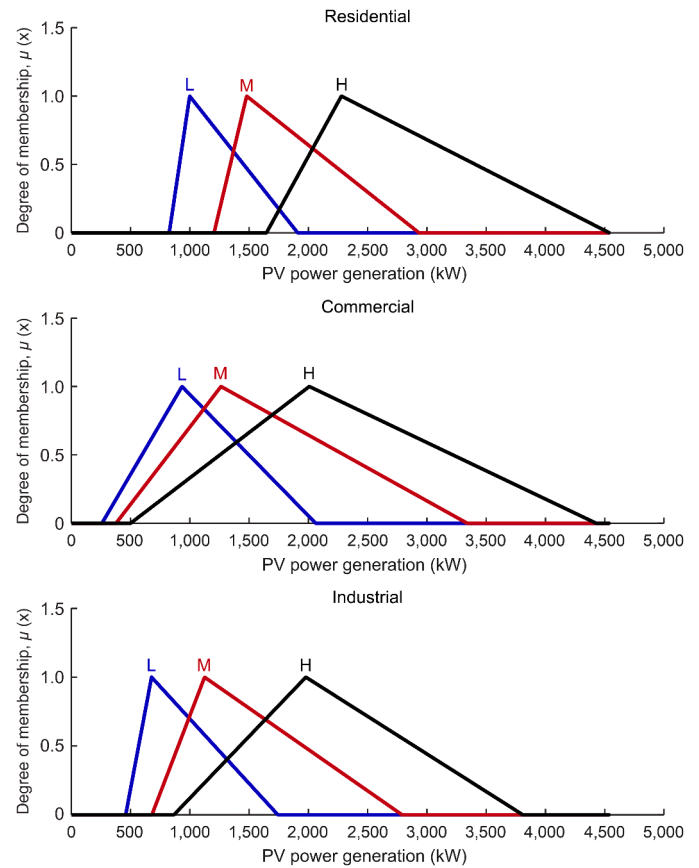 Residential
Degree of membership, μ (x)
1.5
1.0
0.5
0
L
M
H
0 500 1,000 1,500 2,000 2,500 3,000 3,500 4,000 4,500 5,000
PV power generation (kW)
Commercial
Degree of membership, μ (x)
1.5
1.0
0.5
0
L
M
H
0 500 1,000 1,500 2,000 2,500 3,000 3,500 4,000 4,500 5,000
PV power generation (kW)
Industrial
Degree of membership, μ (x)
1.5
1.0
0.5
0
L
M
H
0 500 1,000 1,500 2,000 2,500 3,000 3,500 4,000 4,500 5,000
PV power generation (kW)